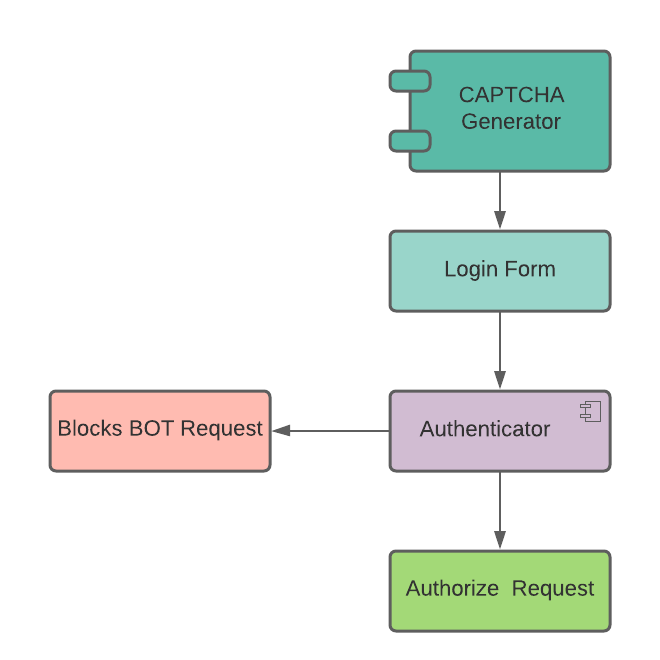 CAPTCHA
Generator
Login Form
Blocks BOT Request
Authenticator
Authorize  Request